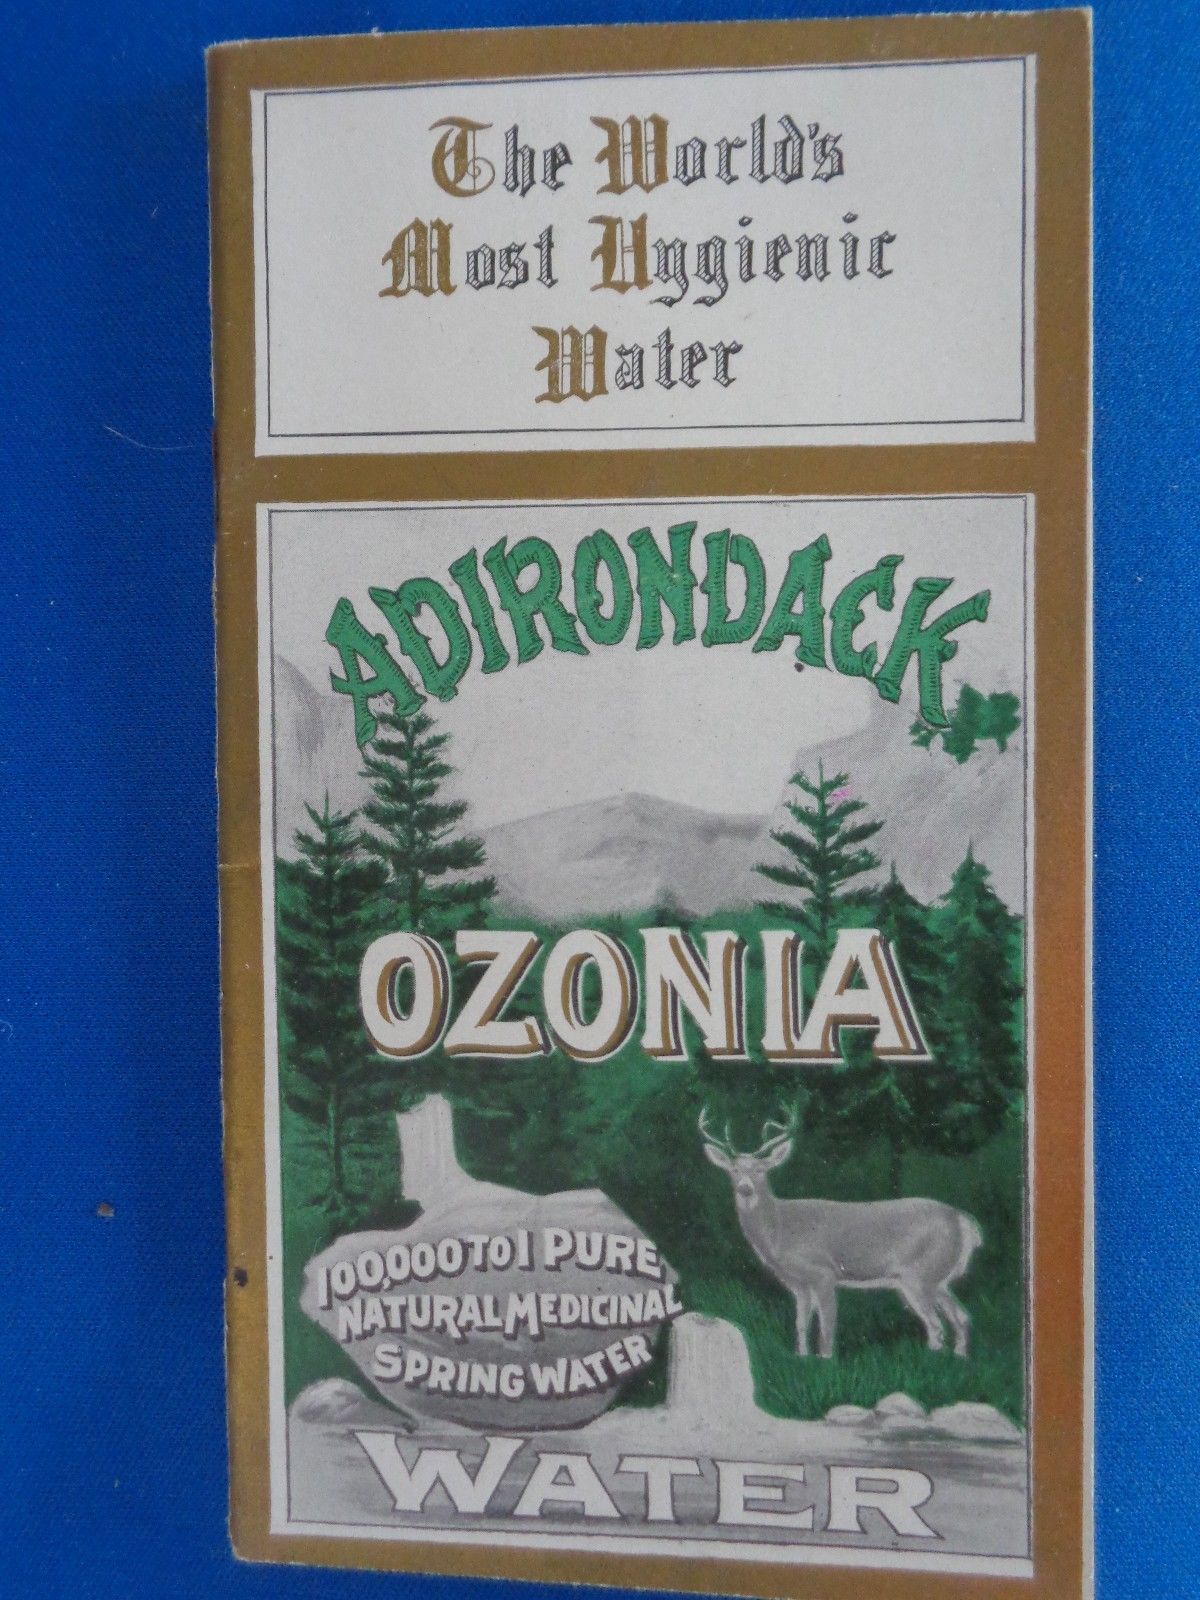 The World's
Most Hygienic
Water
ADIRONDACK
OZONIA
100,000 TO 1 PURE
NATURAL MEDICINAL
SPRING WATER
WATER